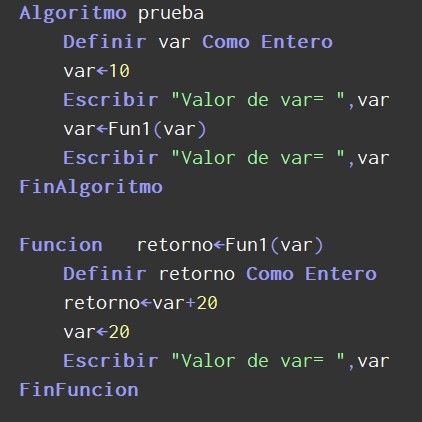 Algoritmo prueba
Definir var Como Entero
var←10
Escribir "Valor de var= ",var
var←Fun1(var)
Escribir "Valor de var= ",var
FinAlgoritmo
Funcion retorno←Fun1(var)
Definir retorno Como Entero
retorno←var+20
var←20
Escribir "Valor de var= ",var
FinFuncion